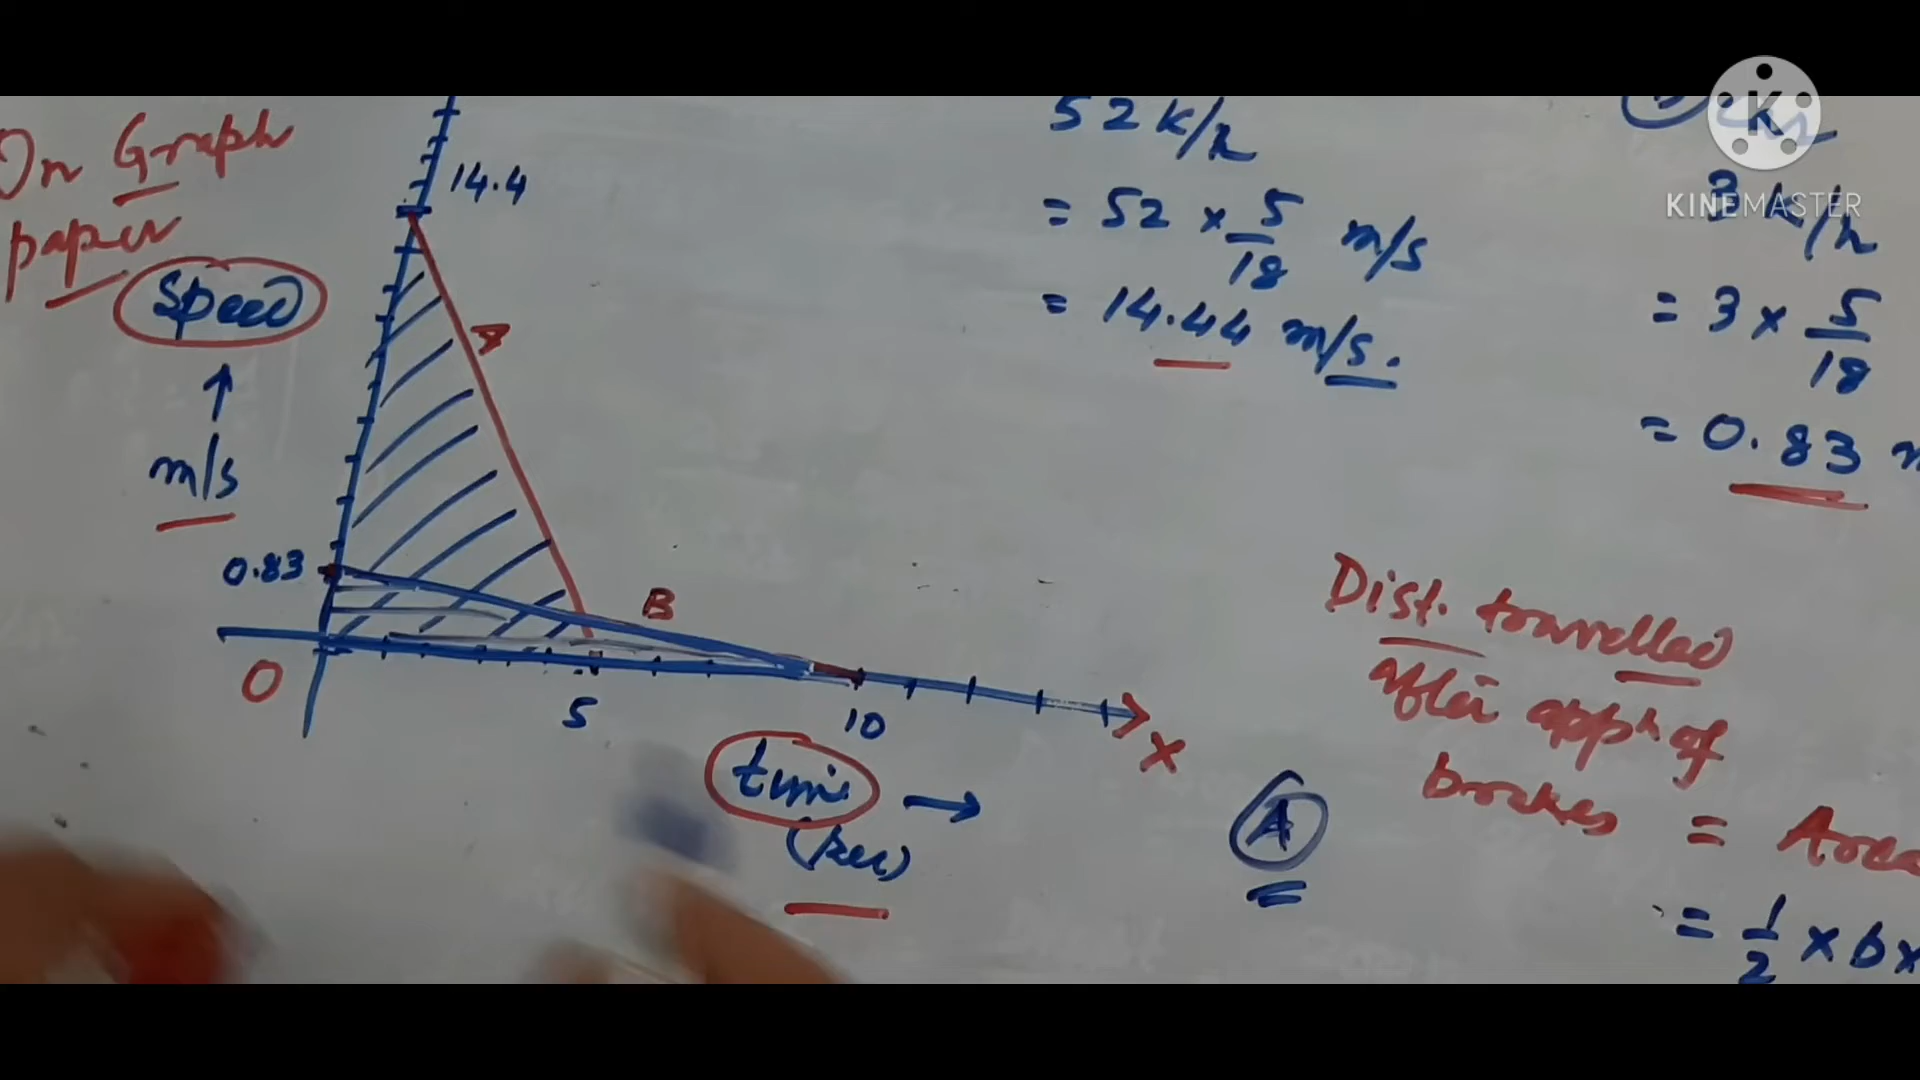 On Graph
paper
Speed
↑
m/s
14.4
A
0.83
B
O
5
10
X
time →
(sec)
52 k/h
= 52 × 5/18 m/s
= 14.44 m/s.
3 k/h
= 3 × 5/18
= 0.83 m
Dist. travelled
after appⁿ of
brakes = Area
A
= 1/2 × b ×
K
KINEMASTER